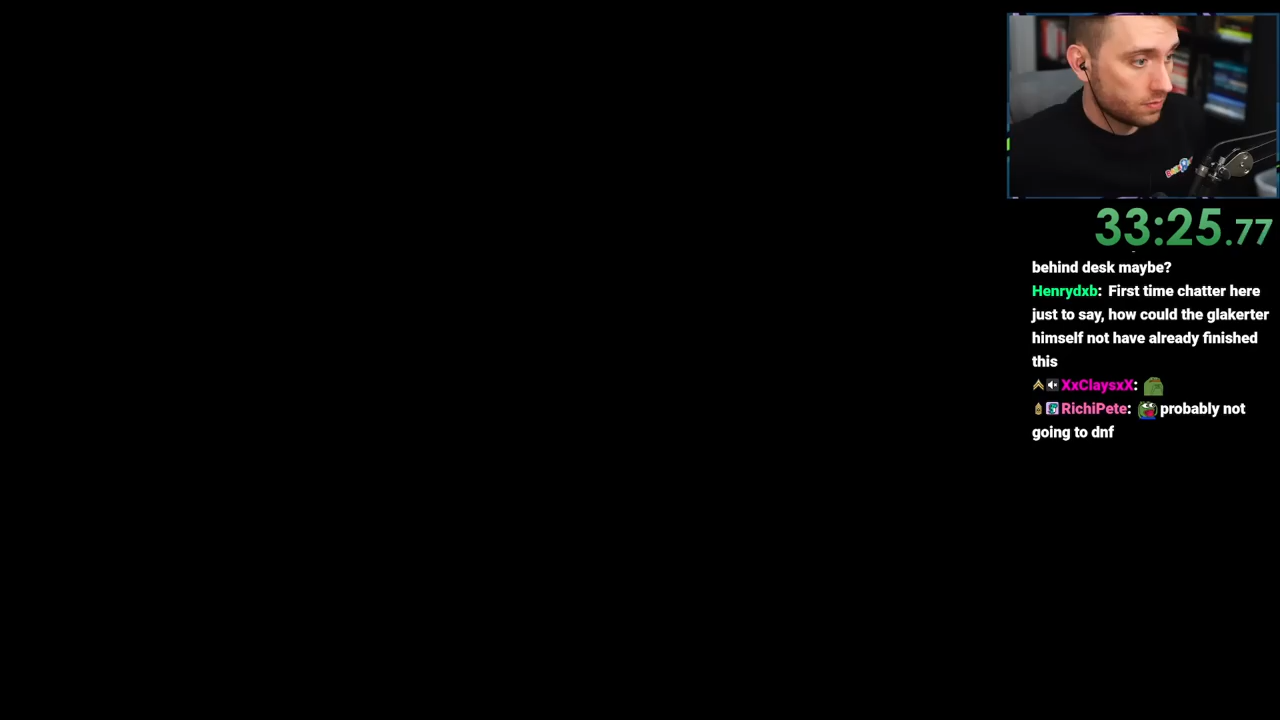 33:25.77
behind desk maybe?
Henrydxb: First time chatter here
just to say, how could the glakerter
himself not have already finished
this
XxClaysxX:
RichiPete: probably not
going to dnf